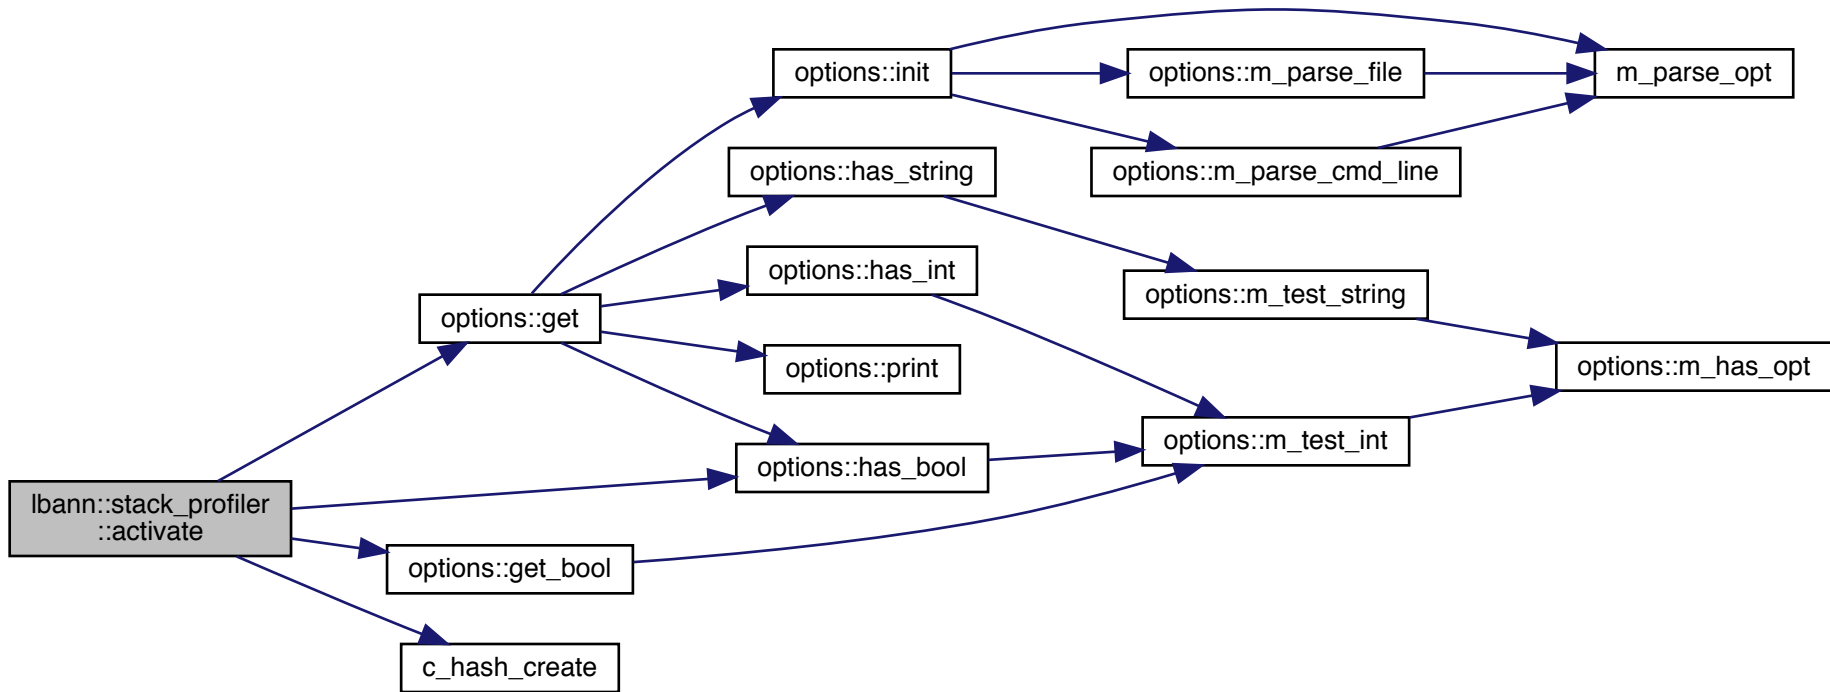 lbann::stack_profiler
::activate
options::get
options::get_bool
c_hash_create
options::init
options::has_string
options::has_int
options::print
options::has_bool
options::m_parse_file
options::m_parse_cmd_line
options::m_test_string
options::m_test_int
m_parse_opt
options::m_has_opt